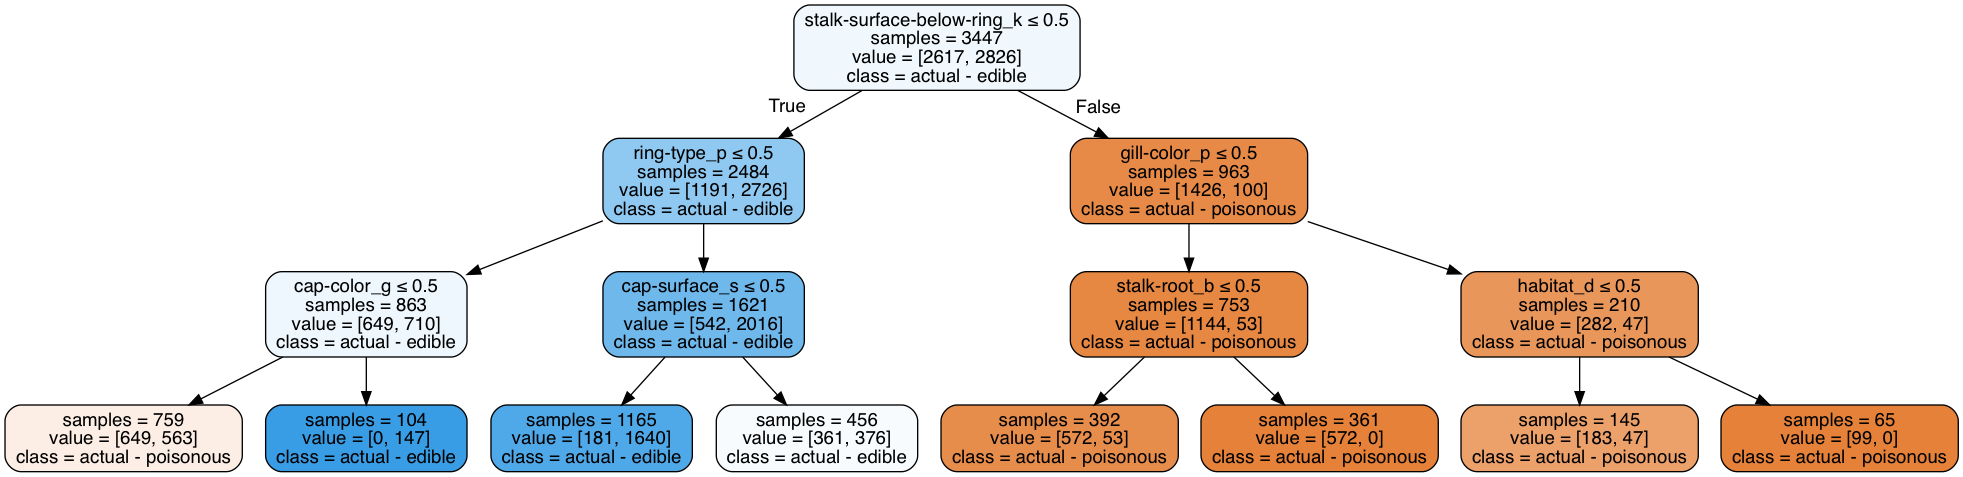 stalk-surface-below-ring_k ≤ 0.5
samples = 3447
value = [2617, 2826]
class = actual - edible
True
False
ring-type_p ≤ 0.5
samples = 2484
value = [1191, 2726]
class = actual - edible
gill-color_p ≤ 0.5
samples = 963
value = [1426, 100]
class = actual - poisonous
cap-color_g ≤ 0.5
samples = 863
value = [649, 710]
class = actual - edible
cap-surface_s ≤ 0.5
samples = 1621
value = [542, 2016]
class = actual - edible
stalk-root_b ≤ 0.5
samples = 753
value = [1144, 53]
class = actual - poisonous
habitat_d ≤ 0.5
samples = 210
value = [282, 47]
class = actual - poisonous
samples = 759
value = [649, 563]
class = actual - poisonous
samples = 104
value = [0, 147]
class = actual - edible
samples = 1165
value = [181, 1640]
class = actual - edible
samples = 456
value = [361, 376]
class = actual - edible
samples = 392
value = [572, 53]
class = actual - poisonous
samples = 361
value = [572, 0]
class = actual - poisonous
samples = 145
value = [183, 47]
class = actual - poisonous
samples = 65
value = [99, 0]
class = actual - poisonous